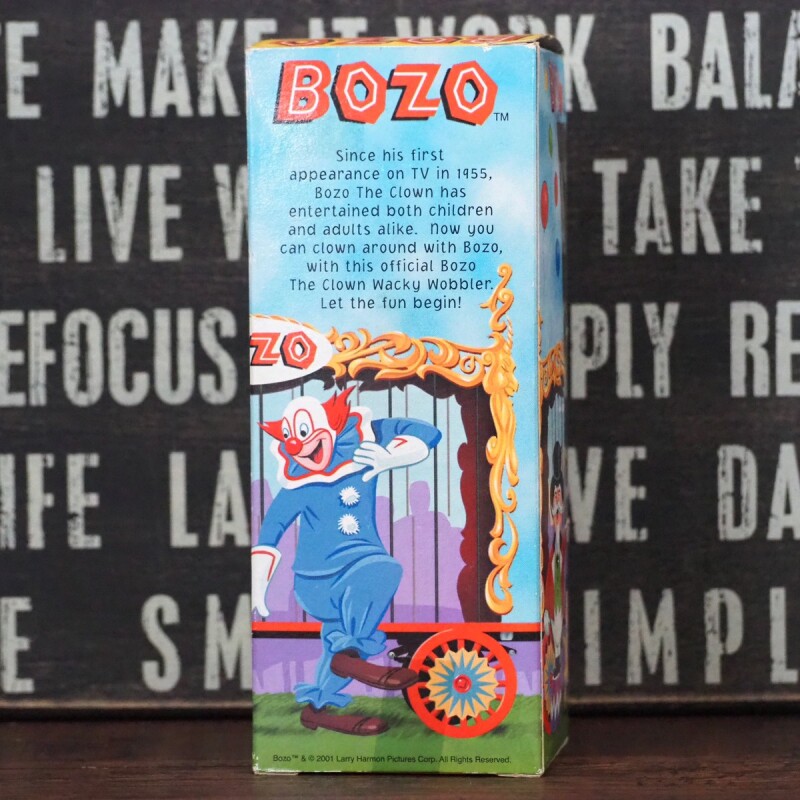 E MAKE IT WORK BALA
LIVE W
TAKE T
EFOCUS
PLY RE
IFE LA
VE DA
E SM
IMPL
BOZO™
Since his first
appearance on TV in 1955,
Bozo The Clown has
entertained both children
and adults alike. Now you
can clown around with Bozo,
with this official Bozo
The Clown Wacky Wobbler.
Let the fun begin!
ZO
Bozo™ & © 2001 Larry Harmon Pictures Corp. All Rights Reserved.